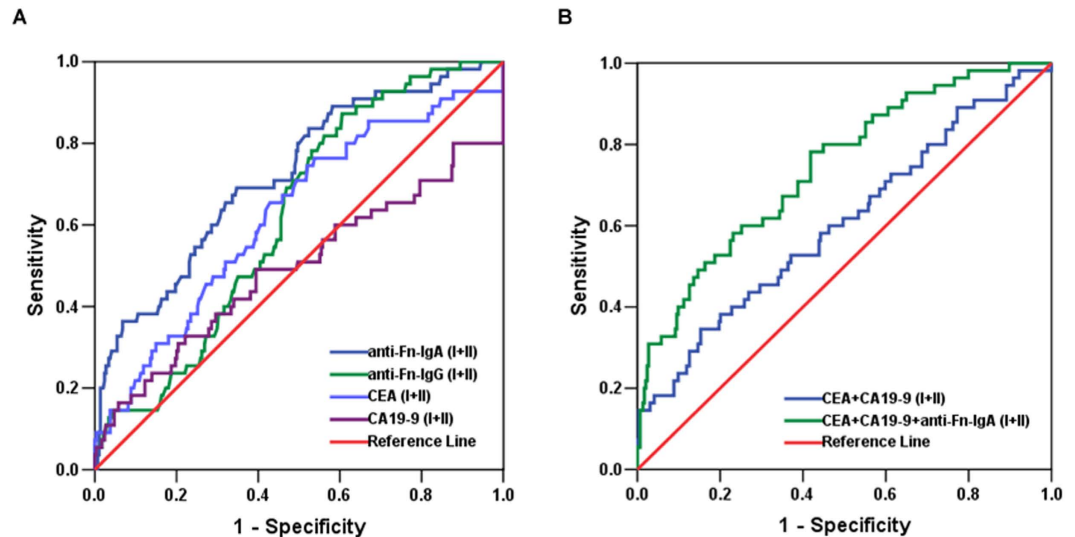 A
1.0
0.8
0.6
0.4
0.2
0.0
Sensitivity
anti-Fn-IgA (I+II)
anti-Fn-IgG (I+II)
CEA (I+II)
CA19-9 (I+II)
Reference Line
0.0 0.2 0.4 0.6 0.8 1.0
1 - Specificity
B
1.0
0.8
0.6
0.4
0.2
0.0
Sensitivity
CEA+CA19-9 (I+II)
CEA+CA19-9+anti-Fn-IgA (I+II)
Reference Line
0.0 0.2 0.4 0.6 0.8 1.0
1 - Specificity